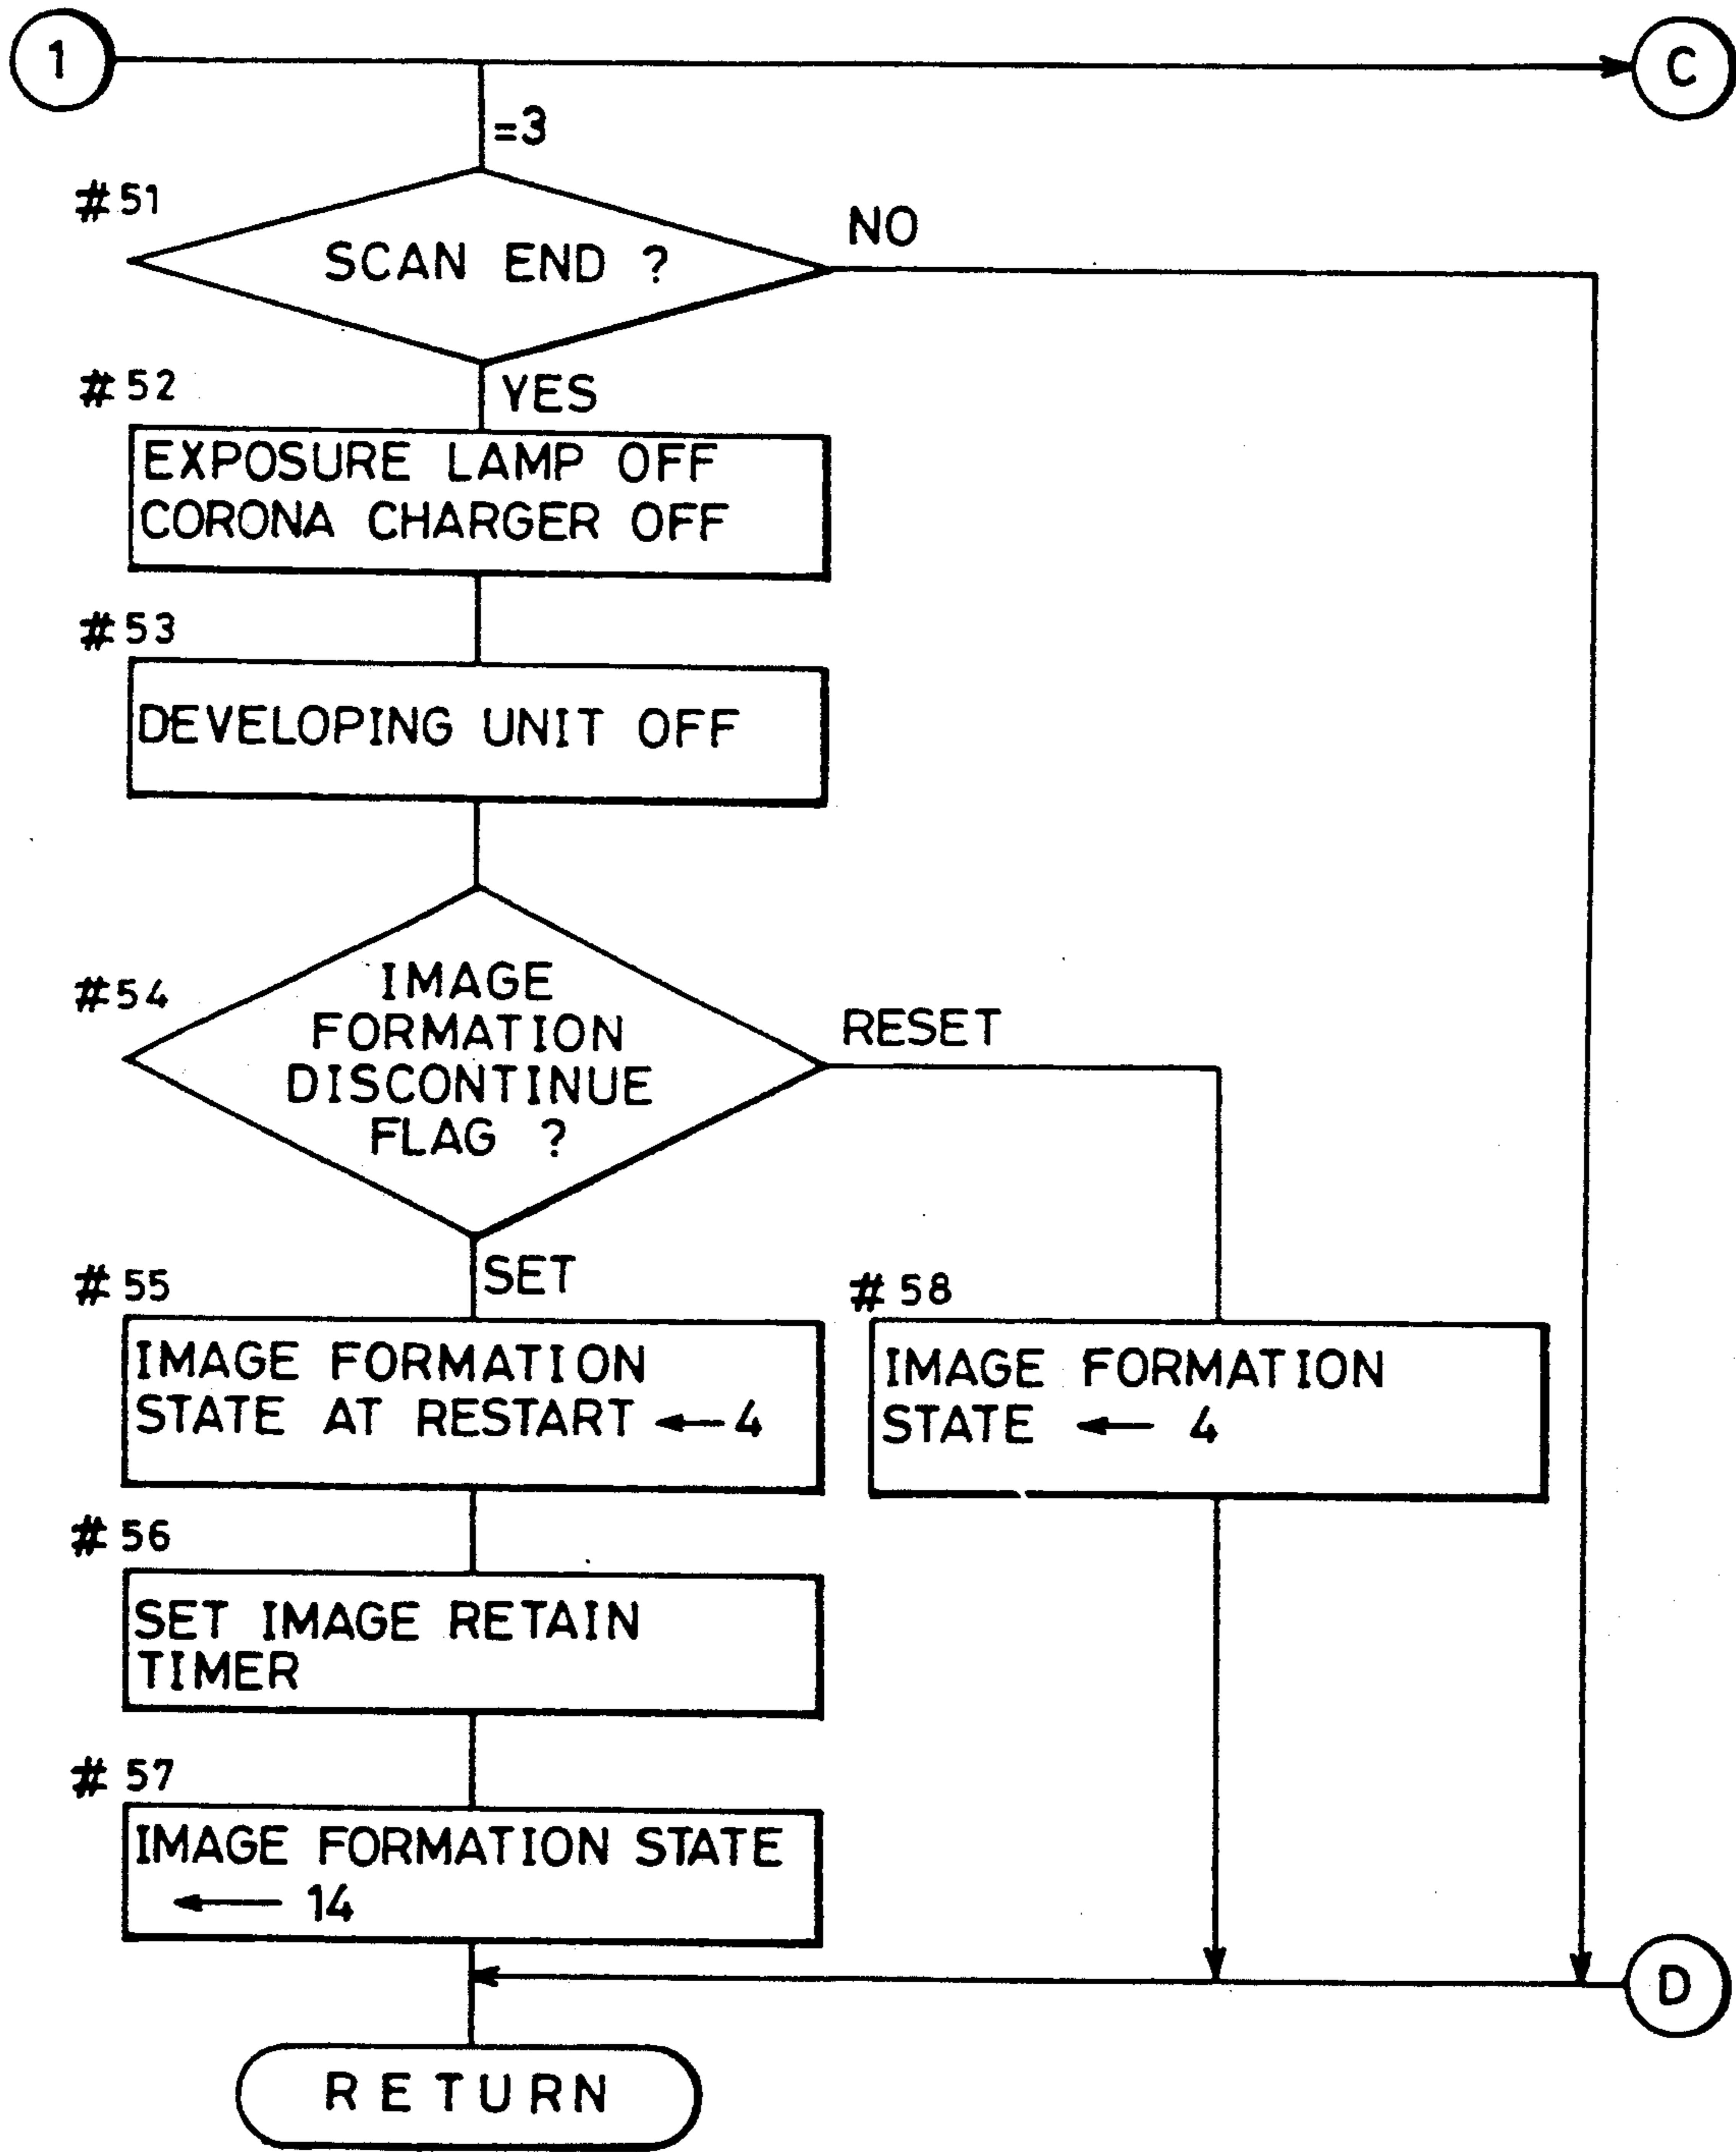 1
C
=3
#51
SCAN END ?
NO
YES
#52
EXPOSURE LAMP OFF
CORONA CHARGER OFF
#53
DEVELOPING UNIT OFF
#54
IMAGE
FORMATION
DISCONTINUE
FLAG ?
RESET
SET
#55
IMAGE FORMATION
STATE AT RESTART ← 4
#58
IMAGE FORMATION
STATE ← 4
#56
SET IMAGE RETAIN
TIMER
#57
IMAGE FORMATION STATE
← 14
D
RETURN